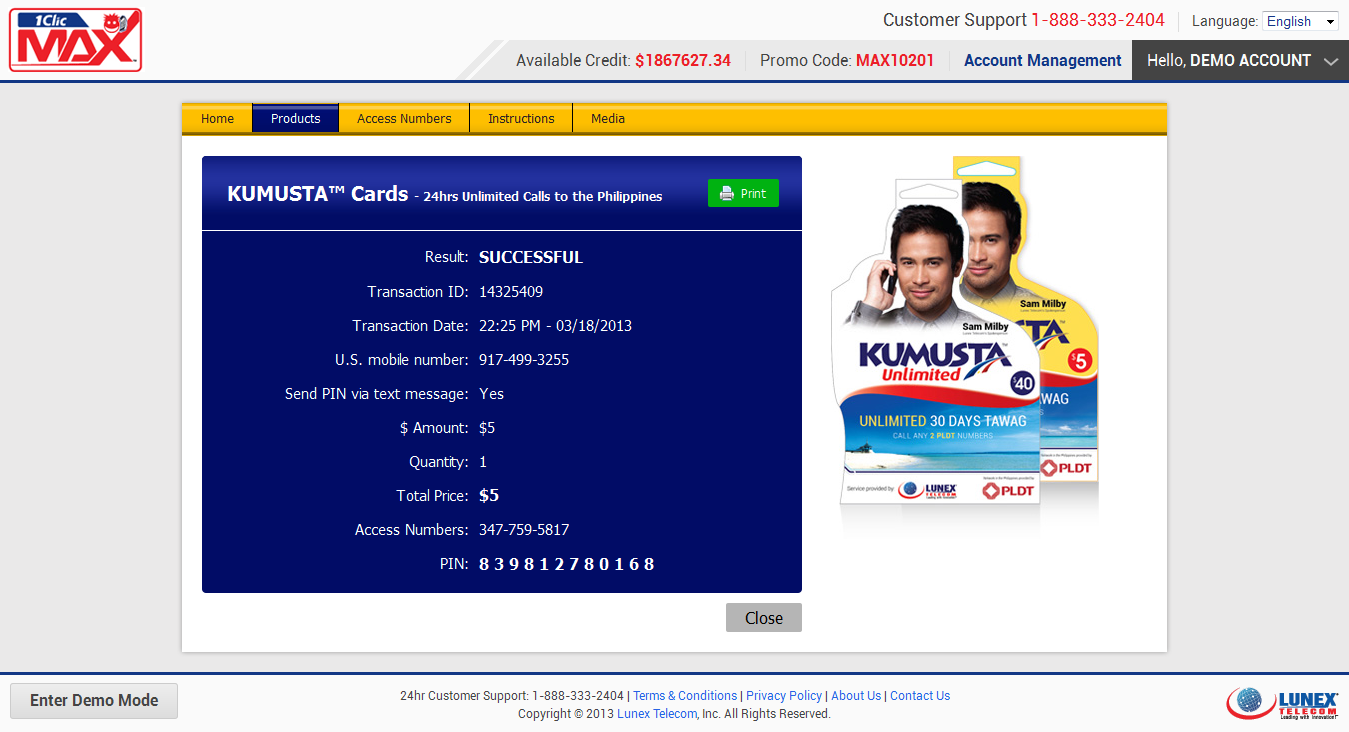 1Clic
MAX
Customer Support 1-888-333-2404
Language: English
Available Credit: $1867627.34
Promo Code: MAX10201
Account Management
Hello, DEMO ACCOUNT
Home Products Access Numbers Instructions Media
KUMUSTA™ Cards - 24hrs Unlimited Calls to the Philippines
Print
Result: SUCCESSFUL
Transaction ID: 14325409
Transaction Date: 22:25 PM - 03/18/2013
U.S. mobile number: 917-499-3255
Send PIN via text message: Yes
$ Amount: $5
Quantity: 1
Total Price: $5
Access Numbers: 347-759-5817
PIN: 8 3 9 8 1 2 7 8 0 1 6 8
Close
Sam Milby
KUMUSTA™
Unlimited
$40
UNLIMITED 30 DAYS TAWAG
CALL ANY 2 PLDT NUMBERS
Service provided by
LUNEX
TELECOM
PLDT
Sam Milby
TA™
$5
WAG
PLDT
Enter Demo Mode
24hr Customer Support: 1-888-333-2404 | Terms & Conditions | Privacy Policy | About Us | Contact Us
Copyright © 2013 Lunex Telecom, Inc. All Rights Reserved.
LUNEX
TELECOM
Leading with Innovation!